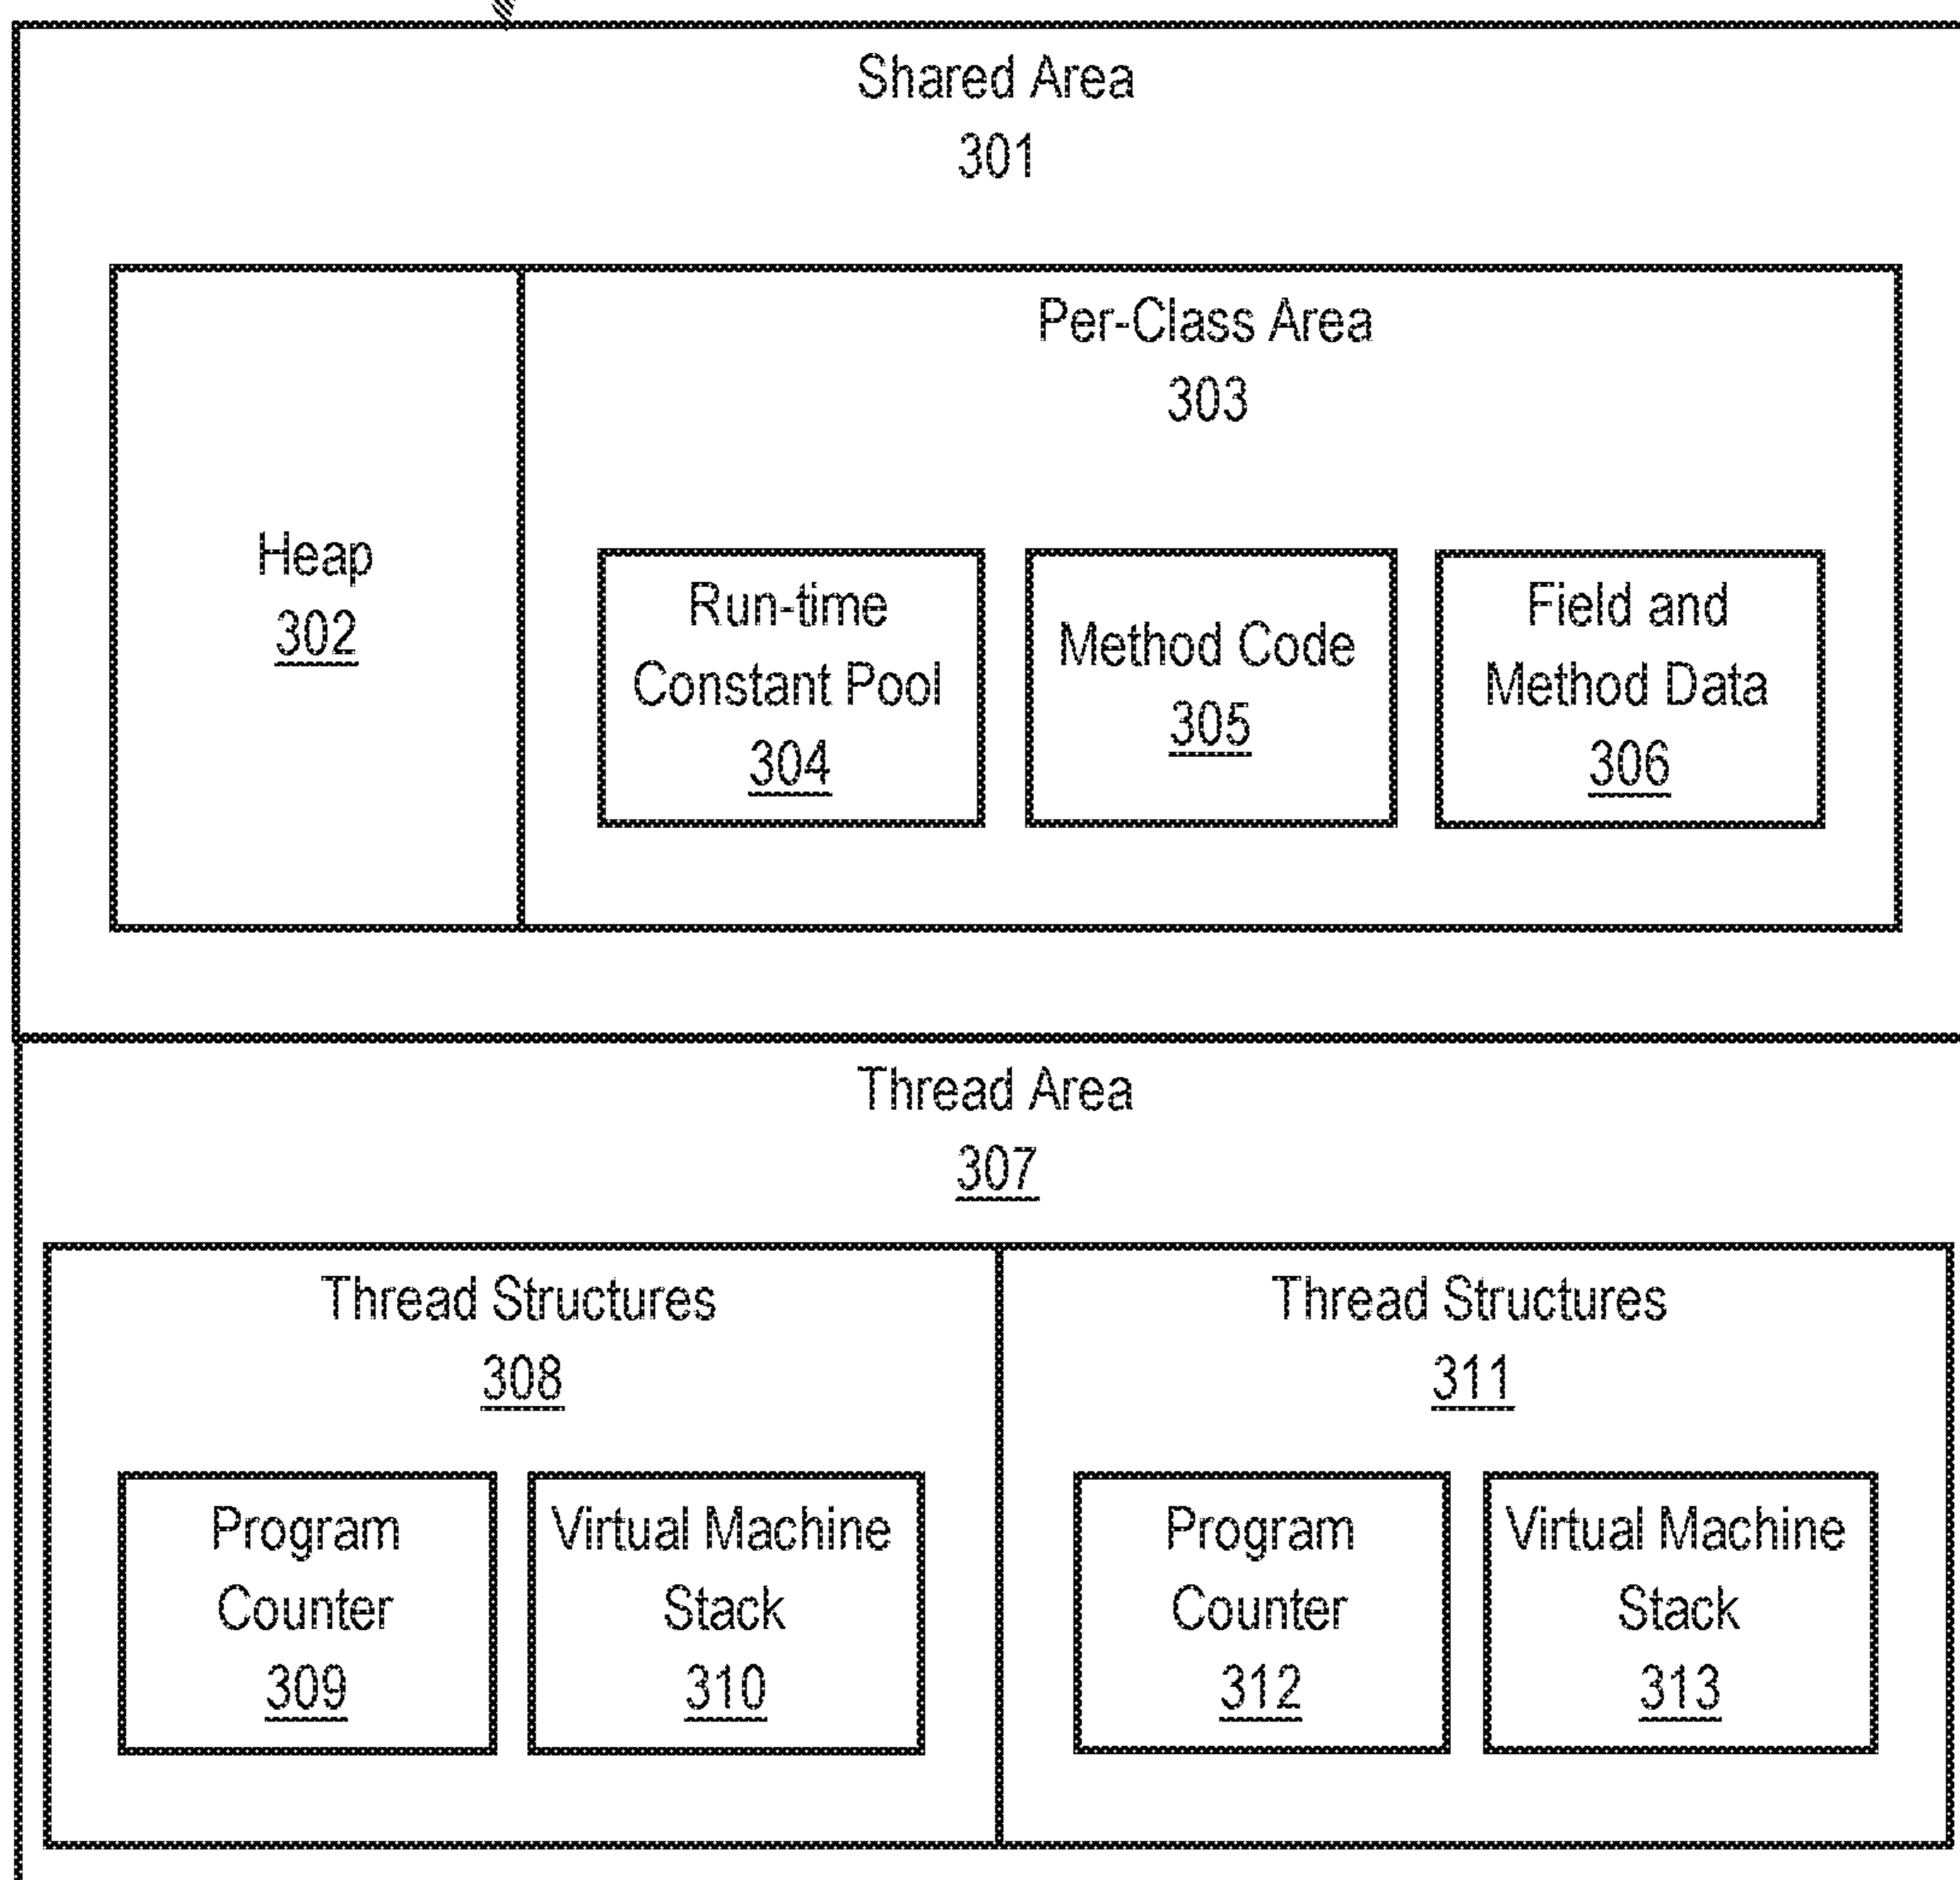 Shared Area
301
Per-Class Area
303
Heap
302
Run-time
Constant Pool
304
Method Code
305
Field and
Method Data
306
Thread Area
307
Thread Structures
308
Program
Counter
309
Virtual Machine
Stack
310
Thread Structures
311
Program
Counter
312
Virtual Machine
Stack
313